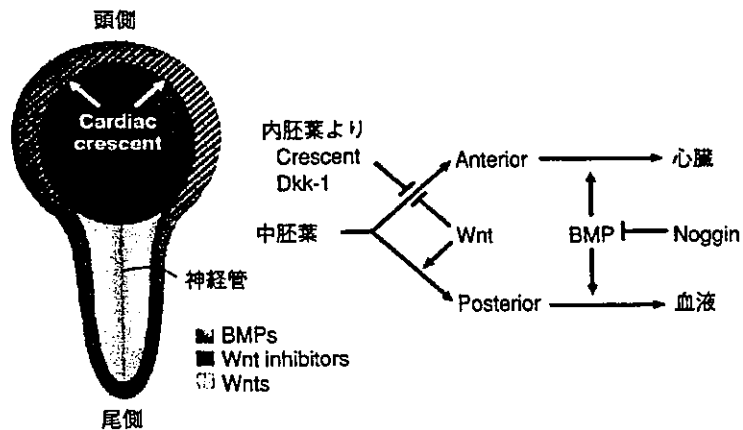 頭側
Cardiac
crescent
神経管
BMPs
Wnt inhibitors
Wnts
尾側
内胚葉より
Crescent
Dkk-1
Anterior
心臓
中胚葉
Wnt
BMP
Noggin
Posterior
血液